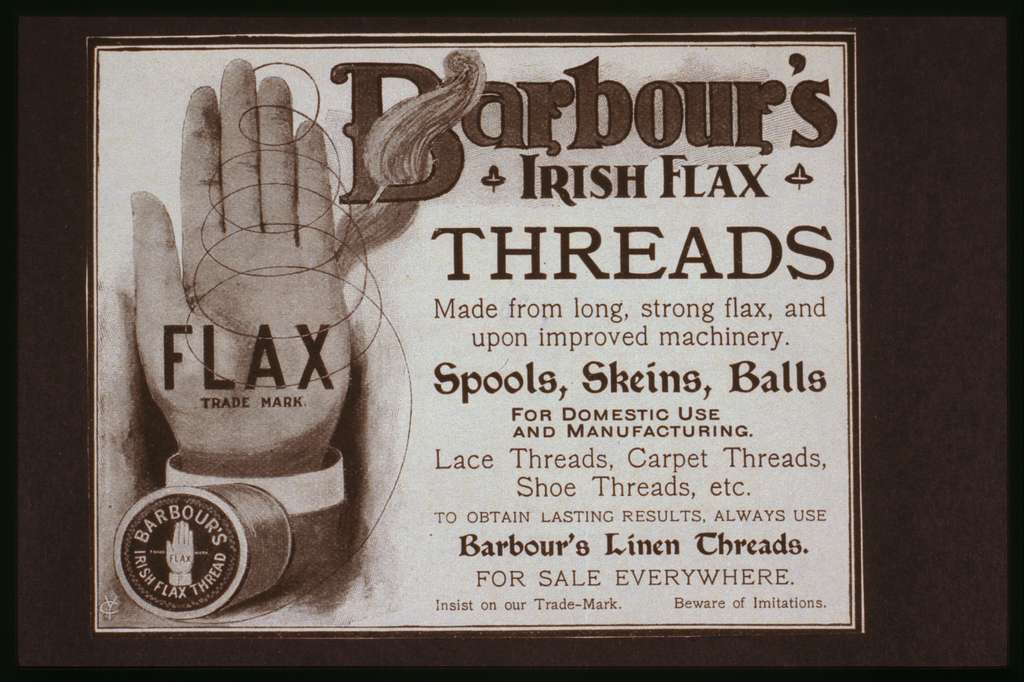 Barbour's
IRISH FLAX
THREADS
Made from long, strong flax, and
upon improved machinery.
Spools, Skeins, Balls
FOR DOMESTIC USE
AND MANUFACTURING.
Lace Threads, Carpet Threads,
Shoe Threads, etc.
TO OBTAIN LASTING RESULTS, ALWAYS USE
Barbour's Linen Threads.
FOR SALE EVERYWHERE.
Insist on our Trade-Mark. Beware of Imitations.
FLAX
TRADE MARK.
BARBOUR'S
TRADE MARK
FLAX
IRISH FLAX THREAD